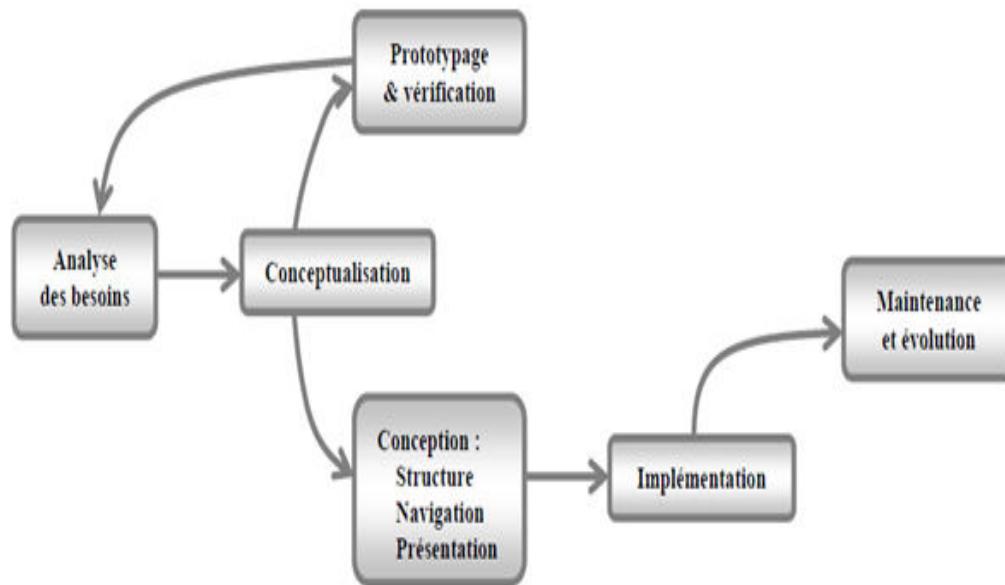 Prototypage
& vérification
Analyse
des besoins
Conceptualisation
Maintenance
et évolution
Conception :
Structure
Navigation
Présentation
Implémentation